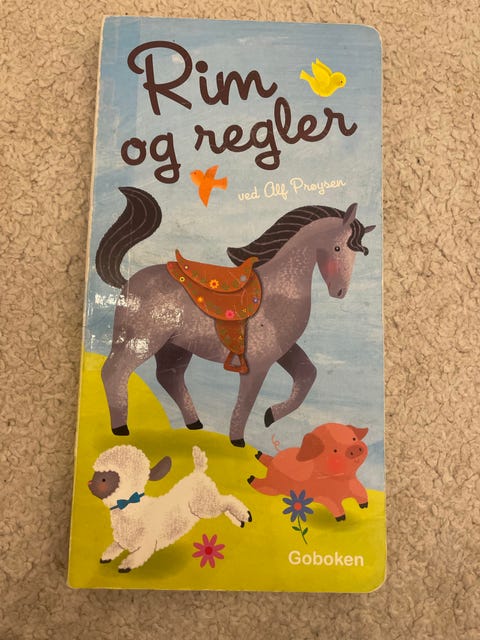 Rim
og regler
ved Alf Prøysen
Goboken